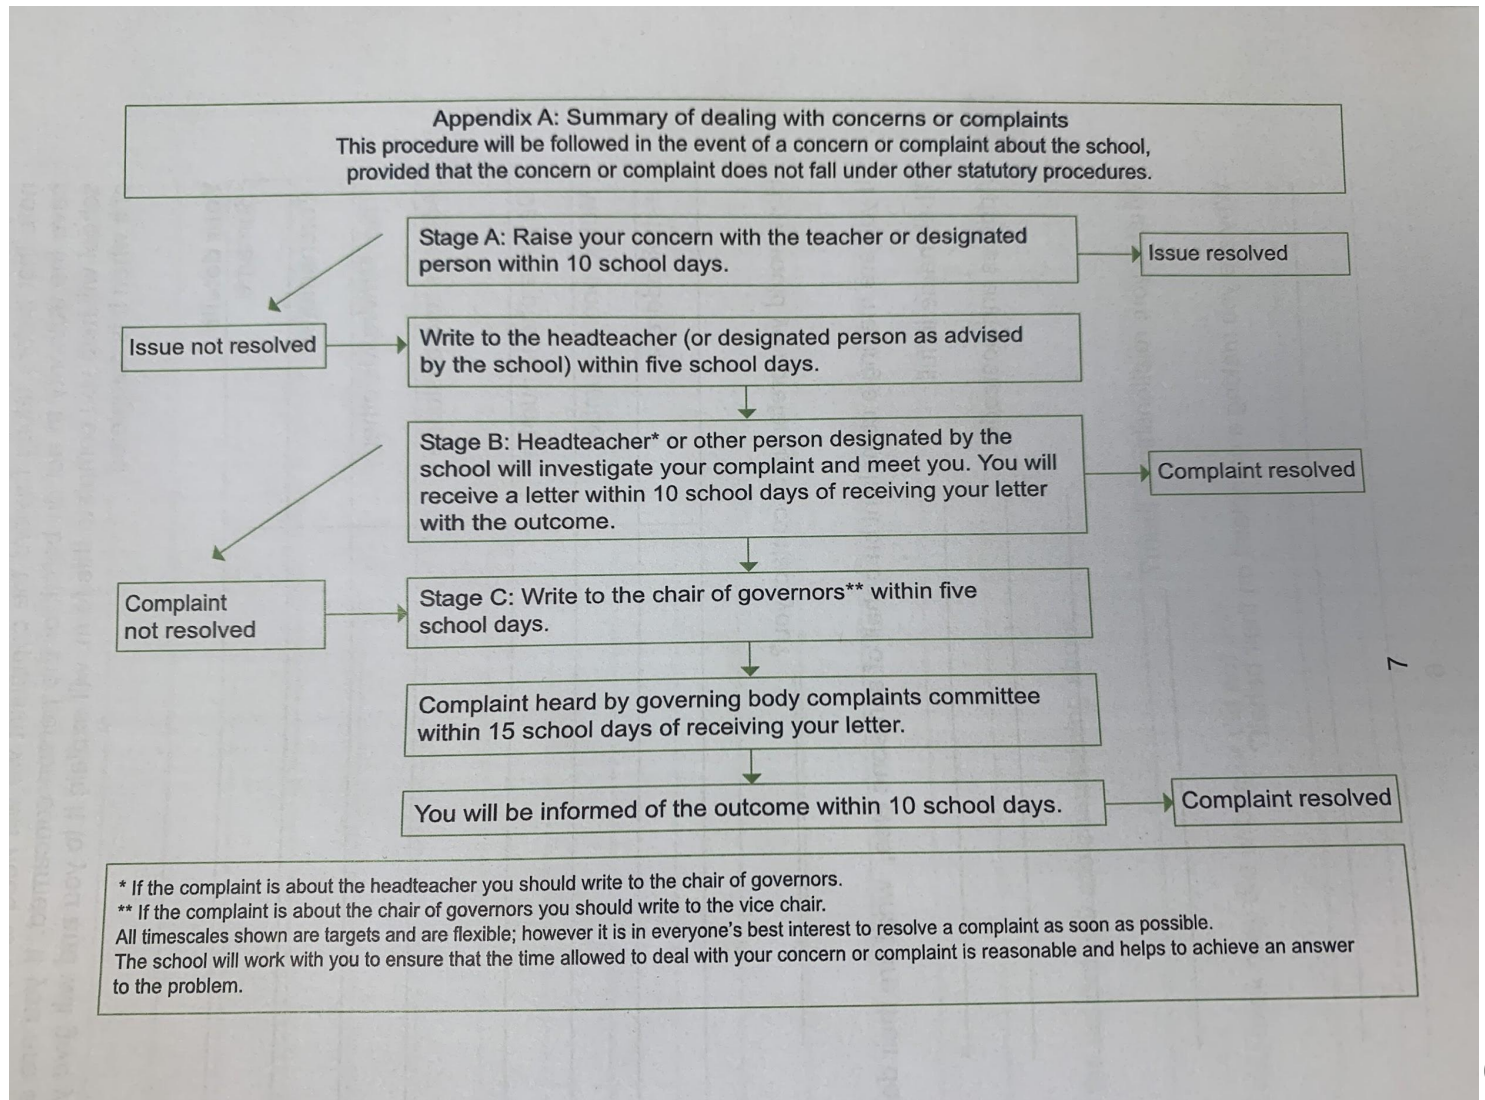 Appendix A: Summary of dealing with concerns or complaints
This procedure will be followed in the event of a concern or complaint about the school,
provided that the concern or complaint does not fall under other statutory procedures.
Stage A: Raise your concern with the teacher or designated
person within 10 school days.
Issue resolved
Issue not resolved
Write to the headteacher (or designated person as advised
by the school) within five school days.
Stage B: Headteacher* or other person designated by the
school will investigate your complaint and meet you. You will
receive a letter within 10 school days of receiving your letter
with the outcome.
Complaint resolved
Complaint
not resolved
Stage C: Write to the chair of governors** within five
school days.
Complaint heard by governing body complaints committee
within 15 school days of receiving your letter.
You will be informed of the outcome within 10 school days.
Complaint resolved
* If the complaint is about the headteacher you should write to the chair of governors.
** If the complaint is about the chair of governors you should write to the vice chair.
All timescales shown are targets and are flexible; however it is in everyone's best interest to resolve a complaint as soon as possible.
The school will work with you to ensure that the time allowed to deal with your concern or complaint is reasonable and helps to achieve an answer
to the problem.
7